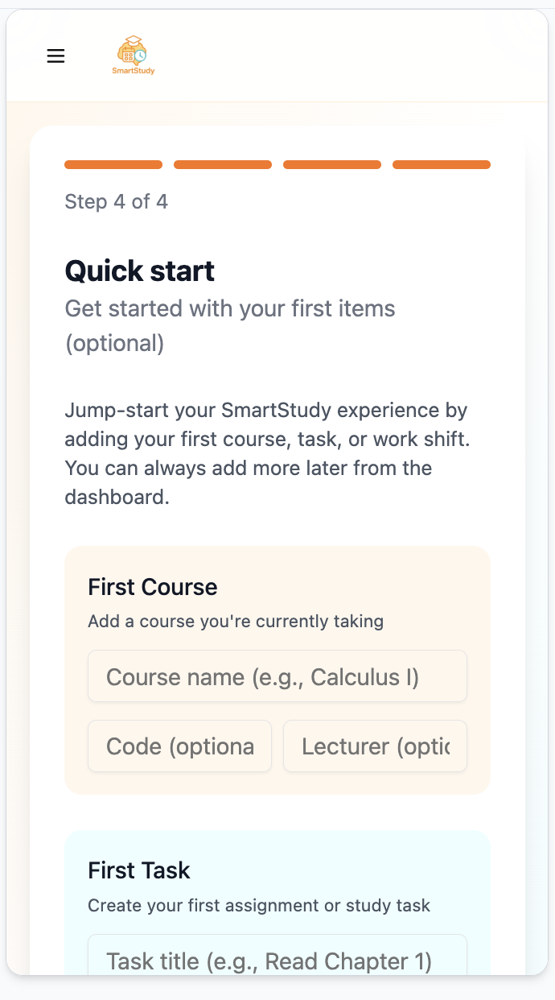 SmartStudy
Step 4 of 4
Quick start
Get started with your first items
(optional)
Jump-start your SmartStudy experience by
adding your first course, task, or work shift.
You can always add more later from the
dashboard.
First Course
Add a course you're currently taking
Course name (e.g., Calculus I)
Code (optiona
Lecturer (optic
First Task
Create your first assignment or study task
Task title (e.g., Read Chapter 1)